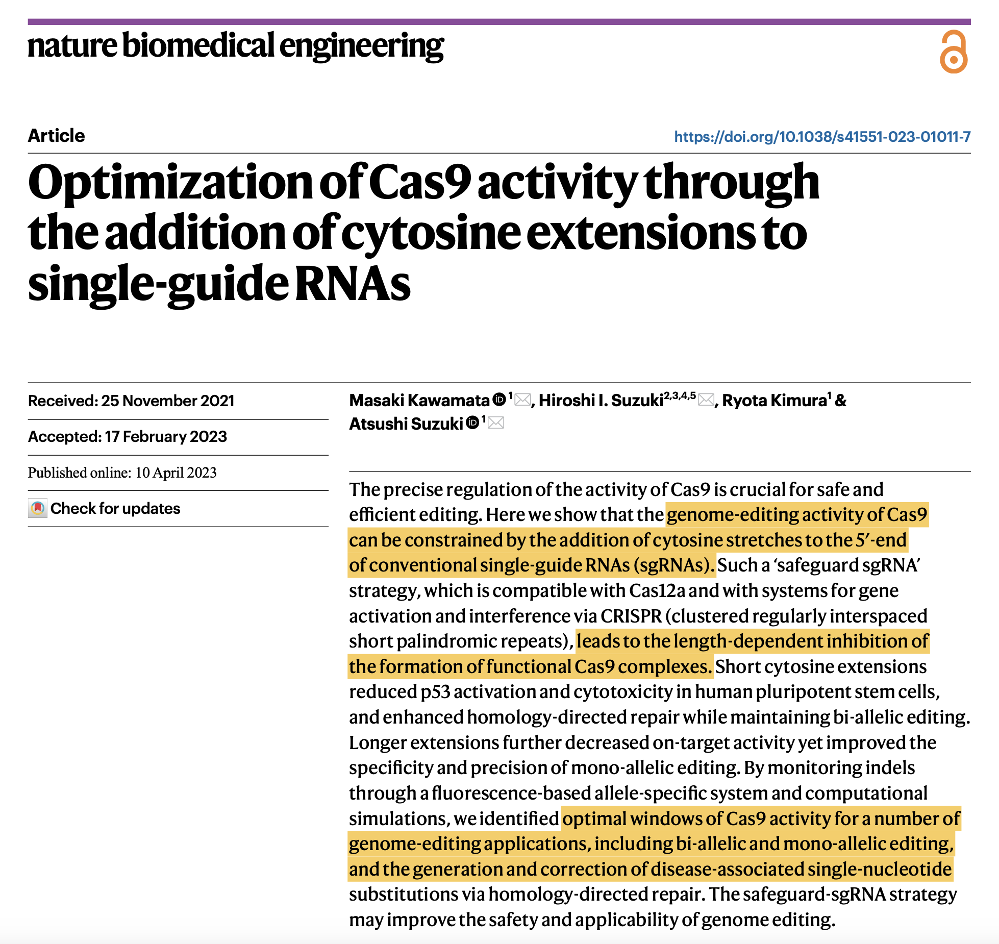 nature biomedical engineering
Article
https://doi.org/10.1038/s41551-023-01011-7
Optimization of Cas9 activity through
the addition of cytosine extensions to
single-guide RNAs
Received: 25 November 2021
Accepted: 17 February 2023
Published online: 10 April 2023
Check for updates
Masaki Kawamata iD 1, Hiroshi I. Suzuki2,3,4,5, Ryota Kimura1 &
Atsushi Suzuki iD 1
The precise regulation of the activity of Cas9 is crucial for safe and
efficient editing. Here we show that the genome-editing activity of Cas9
can be constrained by the addition of cytosine stretches to the 5′-end
of conventional single-guide RNAs (sgRNAs). Such a ‘safeguard sgRNA’
strategy, which is compatible with Cas12a and with systems for gene
activation and interference via CRISPR (clustered regularly interspaced
short palindromic repeats), leads to the length-dependent inhibition of
the formation of functional Cas9 complexes. Short cytosine extensions
reduced p53 activation and cytotoxicity in human pluripotent stem cells,
and enhanced homology-directed repair while maintaining bi-allelic editing.
Longer extensions further decreased on-target activity yet improved the
specificity and precision of mono-allelic editing. By monitoring indels
through a fluorescence-based allele-specific system and computational
simulations, we identified optimal windows of Cas9 activity for a number of
genome-editing applications, including bi-allelic and mono-allelic editing,
and the generation and correction of disease-associated single-nucleotide
substitutions via homology-directed repair. The safeguard-sgRNA strategy
may improve the safety and applicability of genome editing.